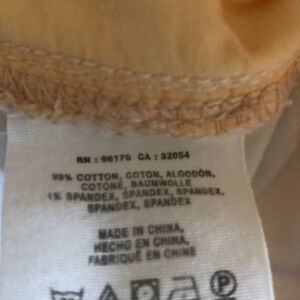 RN : 66170 CA : 32054
99% COTTON, COTON, ALGODÓN,
COTONE, BAUMWOLLE
1% SPANDEX, SPANDEX, SPANDEX,
SPANDEX, SPANDEX
MADE IN CHINA,
HECHO EN CHINA,
FABRIQUÉ EN CHINE